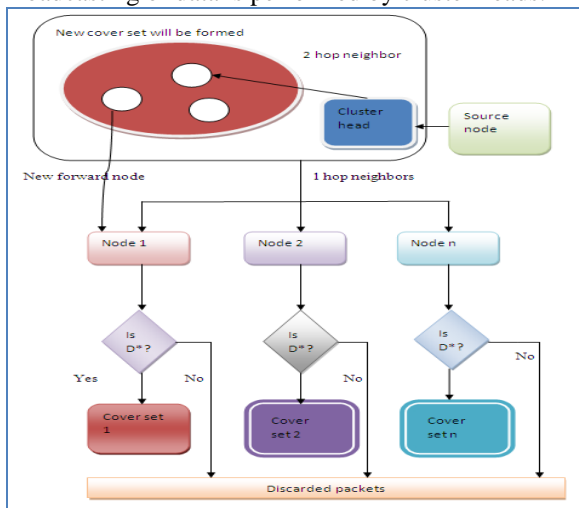 New cover set will be formed
2 hop neighbor
Cluster
head
Source
node
New forward node
1 hop neighbors
Node 1
Node 2
Node n
Is
D*?
Is
D*?
Is
D*?
Yes
No
No
No
Cover set
1
Cover
set 2
Cover
set n
Discarded packets